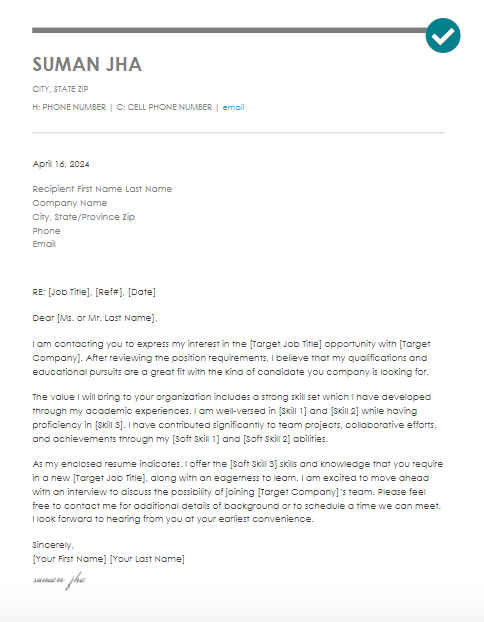 SUMAN JHA
CITY, STATE ZIP
H: PHONE NUMBER | C: CELL PHONE NUMBER | email
April 16, 2024
Recipient First Name Last Name
Company Name
City, State/Province Zip
Phone
Email
RE: [Job Title], [Ref#], [Date]
Dear [Ms. or Mr. Last Name],
I am contacting you to express my interest in the [Target Job Title] opportunity with [Target
Company]. After reviewing the position requirements, I believe that my qualifications and
educational pursuits are a great fit with the kind of candidate you company is looking for.
The value I will bring to your organization includes a strong skill set which I have developed
through my academic experiences. I am well-versed in [Skill 1] and [Skill 2] while having
proficiency in [Skill 3]. I have contributed significantly to team projects, collaborative efforts,
and achievements through my [Soft Skill 1] and [Soft Skill 2] abilities.
As my enclosed resume indicates, I offer the [Soft Skill 3] skills and knowledge that you require
in a new [Target Job Title], along with an eagerness to learn. I am excited to move ahead
with an interview to discuss the possibility of joining [Target Company]'s team. Please feel
free to contact me for additional details of background or to schedule a time we can meet.
I look forward to hearing from you at your earliest convenience.
Sincerely,
[Your First Name] [Your Last Name]
suman jha